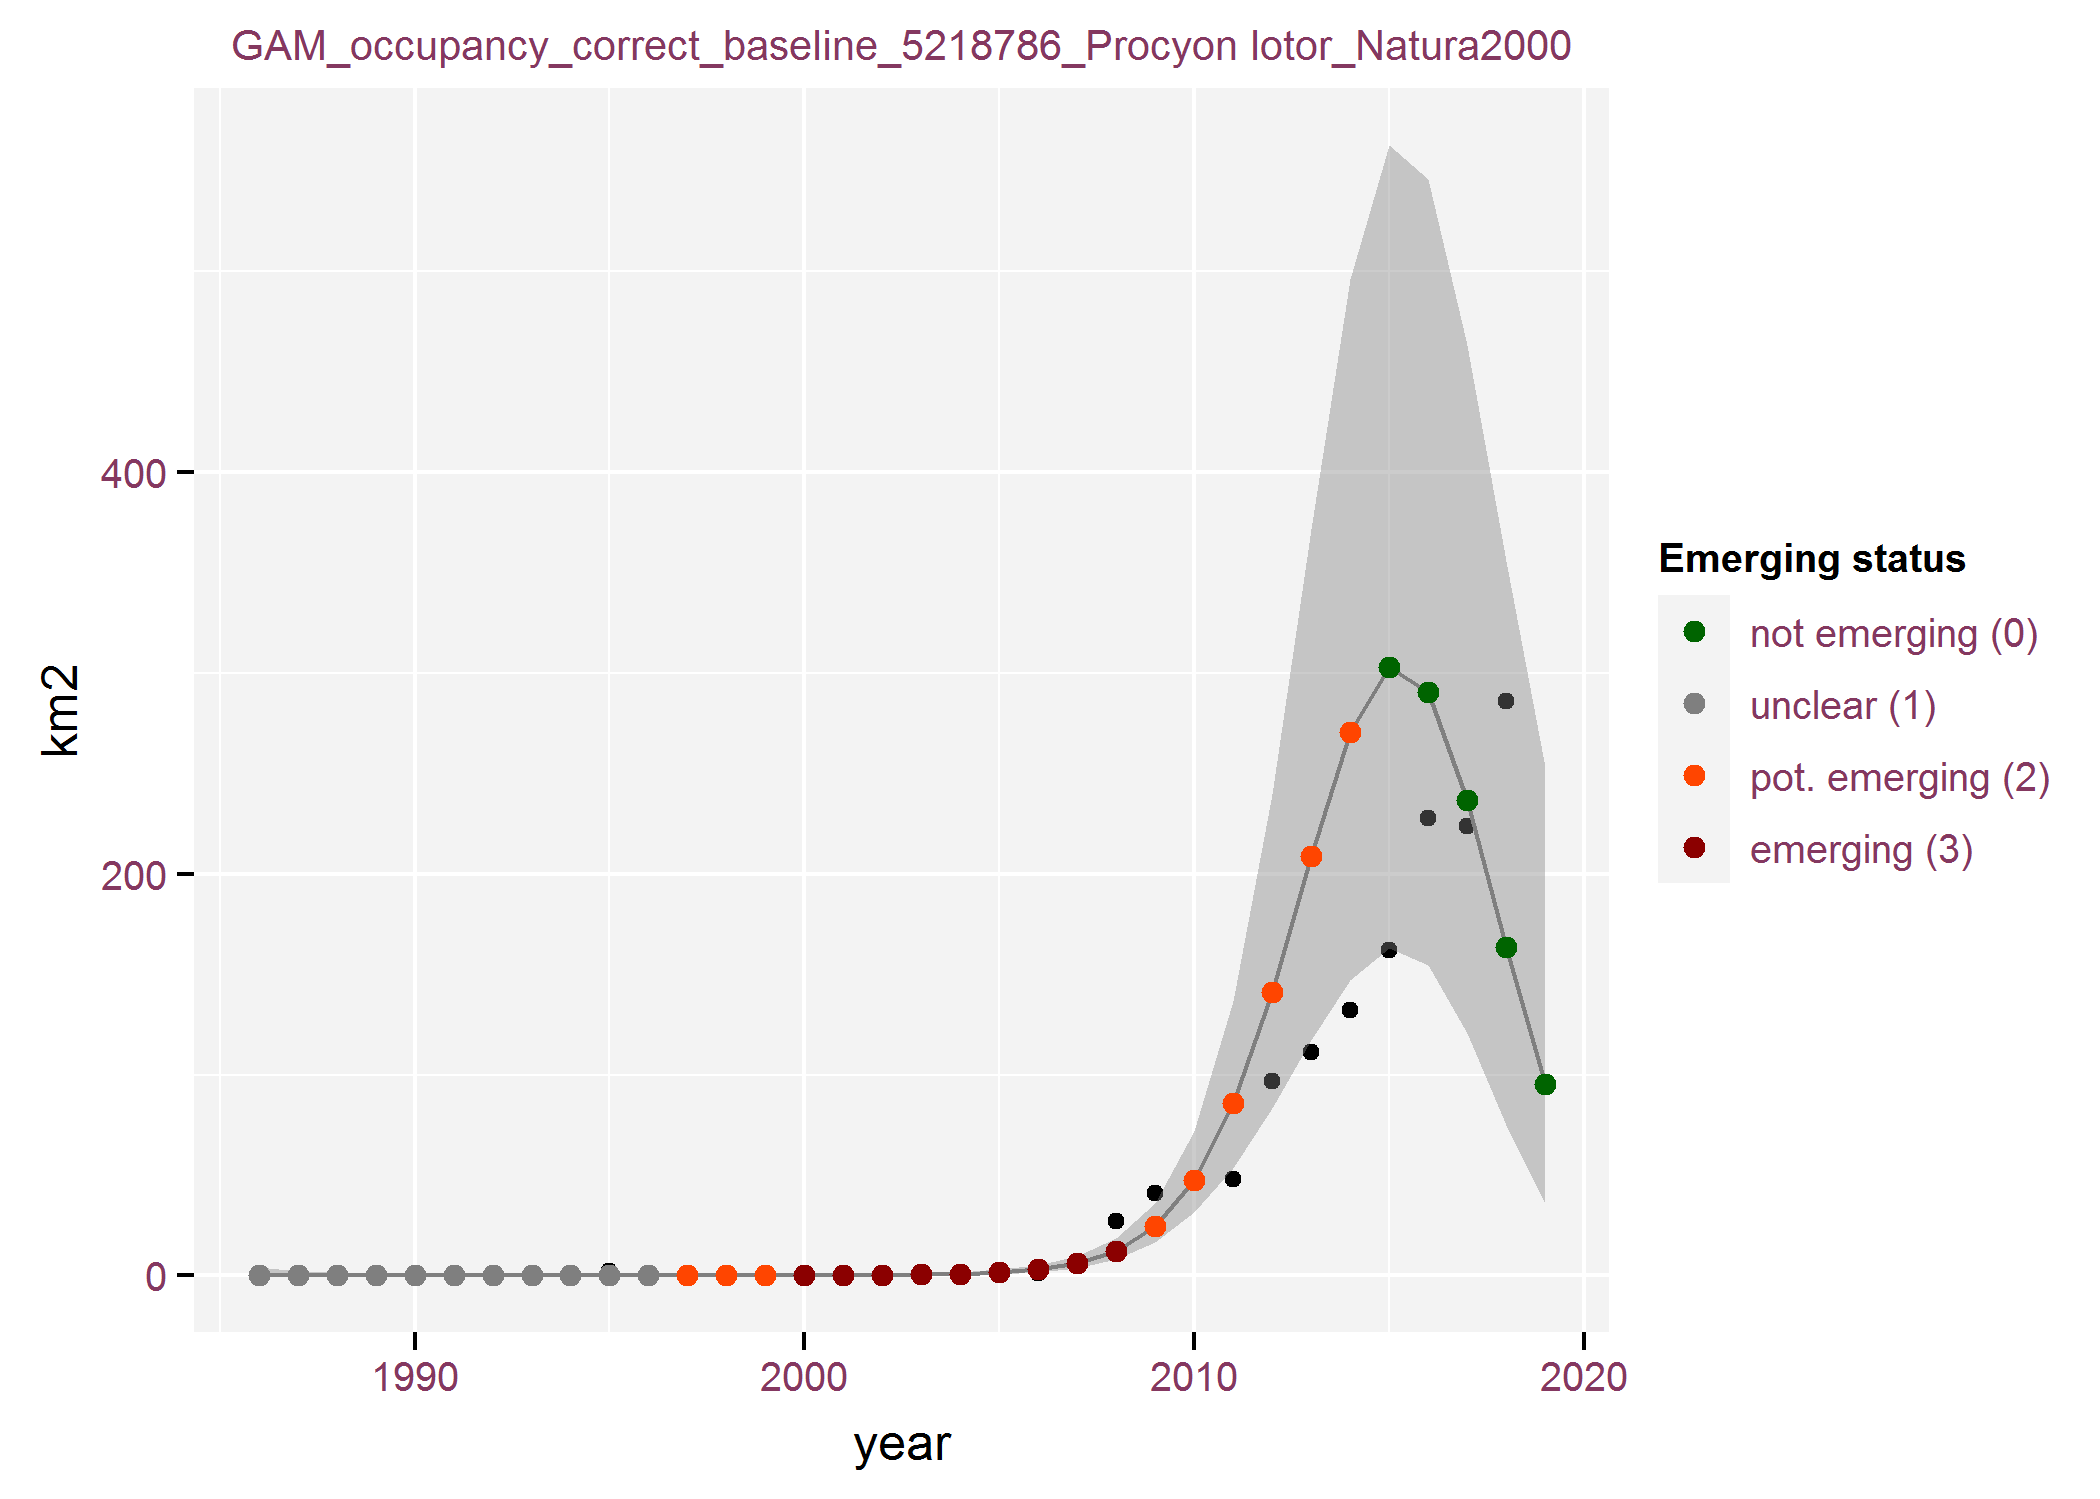 GAM_occupancy_correct_baseline_5218786_Procyon lotor_Natura2000
km2
400
200
0
1990
2000
2010
2020
year
Emerging status
not emerging (0)
unclear (1)
pot. emerging (2)
emerging (3)